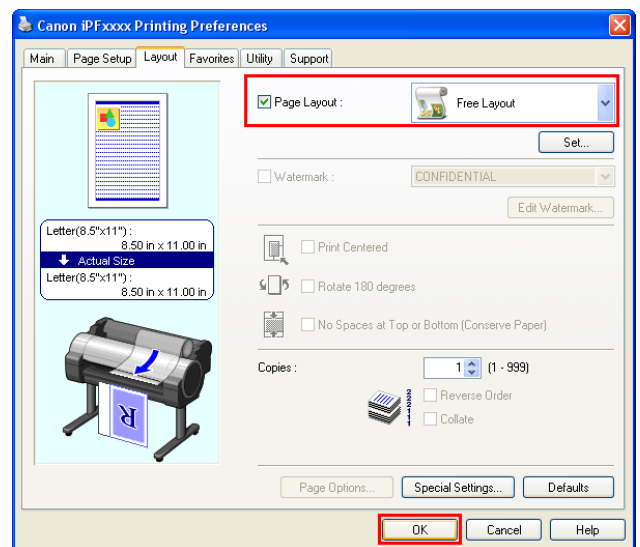 Canon iPFxxxx Printing Preferences
Main Page Setup Layout Favorites Utility Support
Page Layout : Free Layout
Set...
Watermark : CONFIDENTIAL
Edit Watermark...
Letter(8.5"x11") :
8.50 in x 11.00 in
Actual Size
Letter(8.5"x11") :
8.50 in x 11.00 in
Print Centered
Rotate 180 degrees
No Spaces at Top or Bottom (Conserve Paper)
Copies : 1 (1 - 999)
Reverse Order
Collate
R
Page Options... Special Settings... Defaults
OK Cancel Help